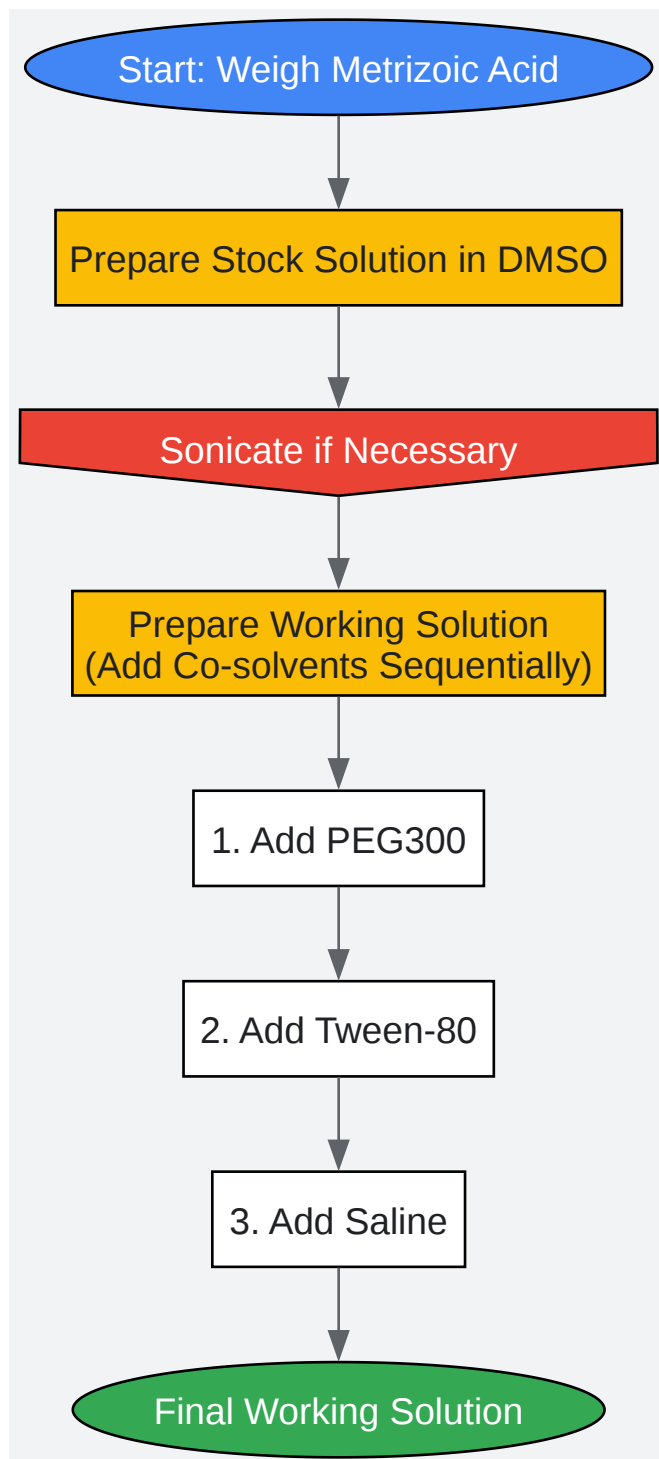 Start: Weigh Metrizoic Acid
Prepare Stock Solution in DMSO
Sonicate if Necessary
Prepare Working Solution
(Add Co-solvents Sequentially)
1. Add PEG300
2. Add Tween-80
3. Add Saline
Final Working Solution